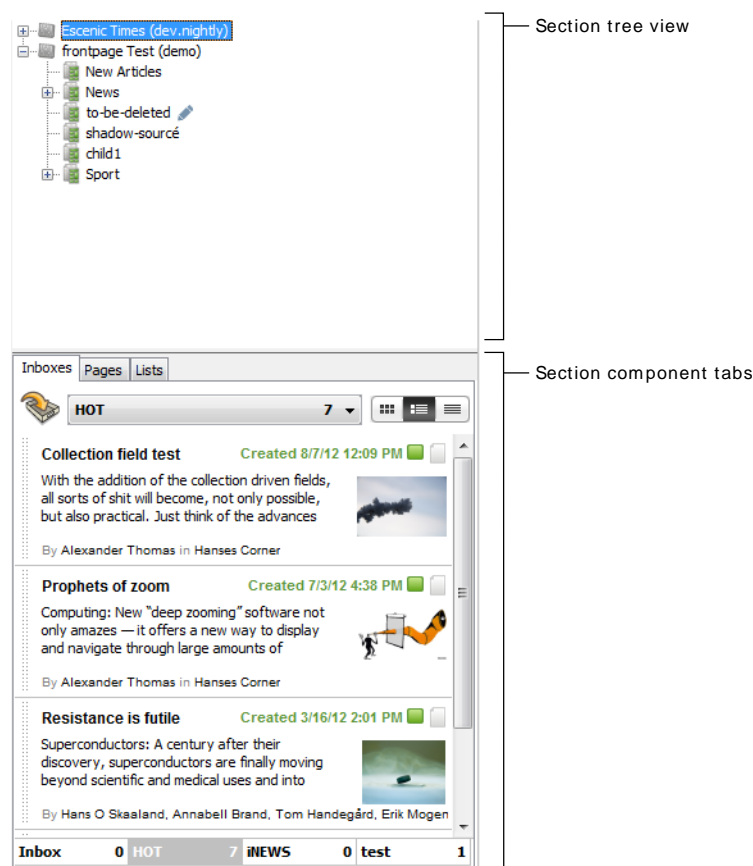 Escenic Times (dev.nightly)
Section tree view
frontpage Test (demo)
New Articles
News
to-be-deleted
shadow-sourcé
child1
Sport
Inboxes Pages Lists
Section component tabs
HOT 7
Collection field test Created 8/7/12 12:09 PM
With the addition of the collection driven fields,
all sorts of shit will become, not only possible,
but also practical. Just think of the advances
By Alexander Thomas in Hanses Corner
Prophets of zoom Created 7/3/12 4:38 PM
Computing: New “deep zooming” software not
only amazes — it offers a new way to display
and navigate through large amounts of
By Alexander Thomas in Hanses Corner
Resistance is futile Created 3/16/12 2:01 PM
Superconductors: A century after their
discovery, superconductors are finally moving
beyond scientific and medical uses and into
By Hans O Skaaland, Annabell Brand, Tom Handegård, Erik Mogen
Inbox 0 HOT 7 iNEWS 0 test 1